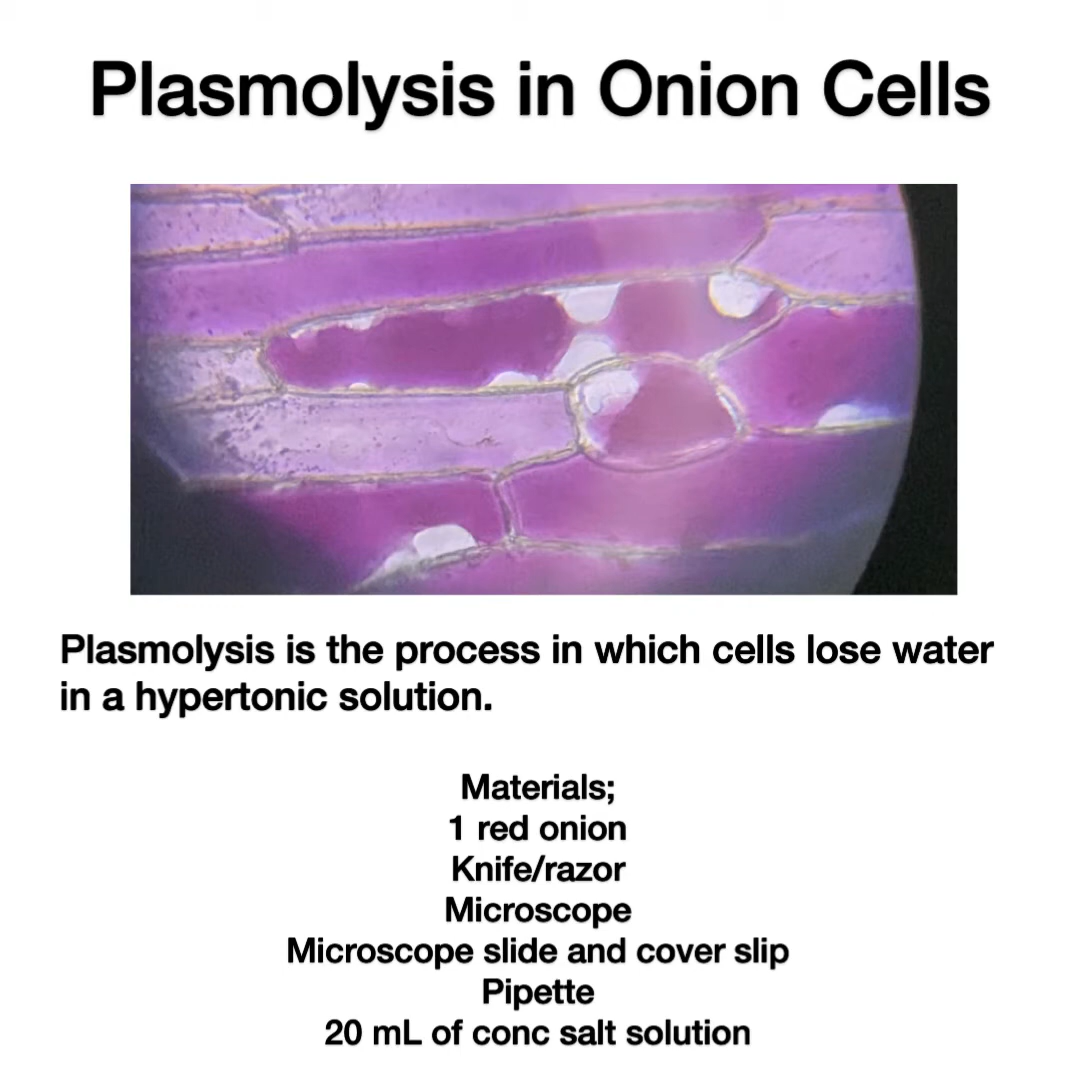 Plasmolysis in Onion Cells
Plasmolysis is the process in which cells lose water
in a hypertonic solution.
Materials;
1 red onion
Knife/razor
Microscope
Microscope slide and cover slip
Pipette
20 mL of conc salt solution